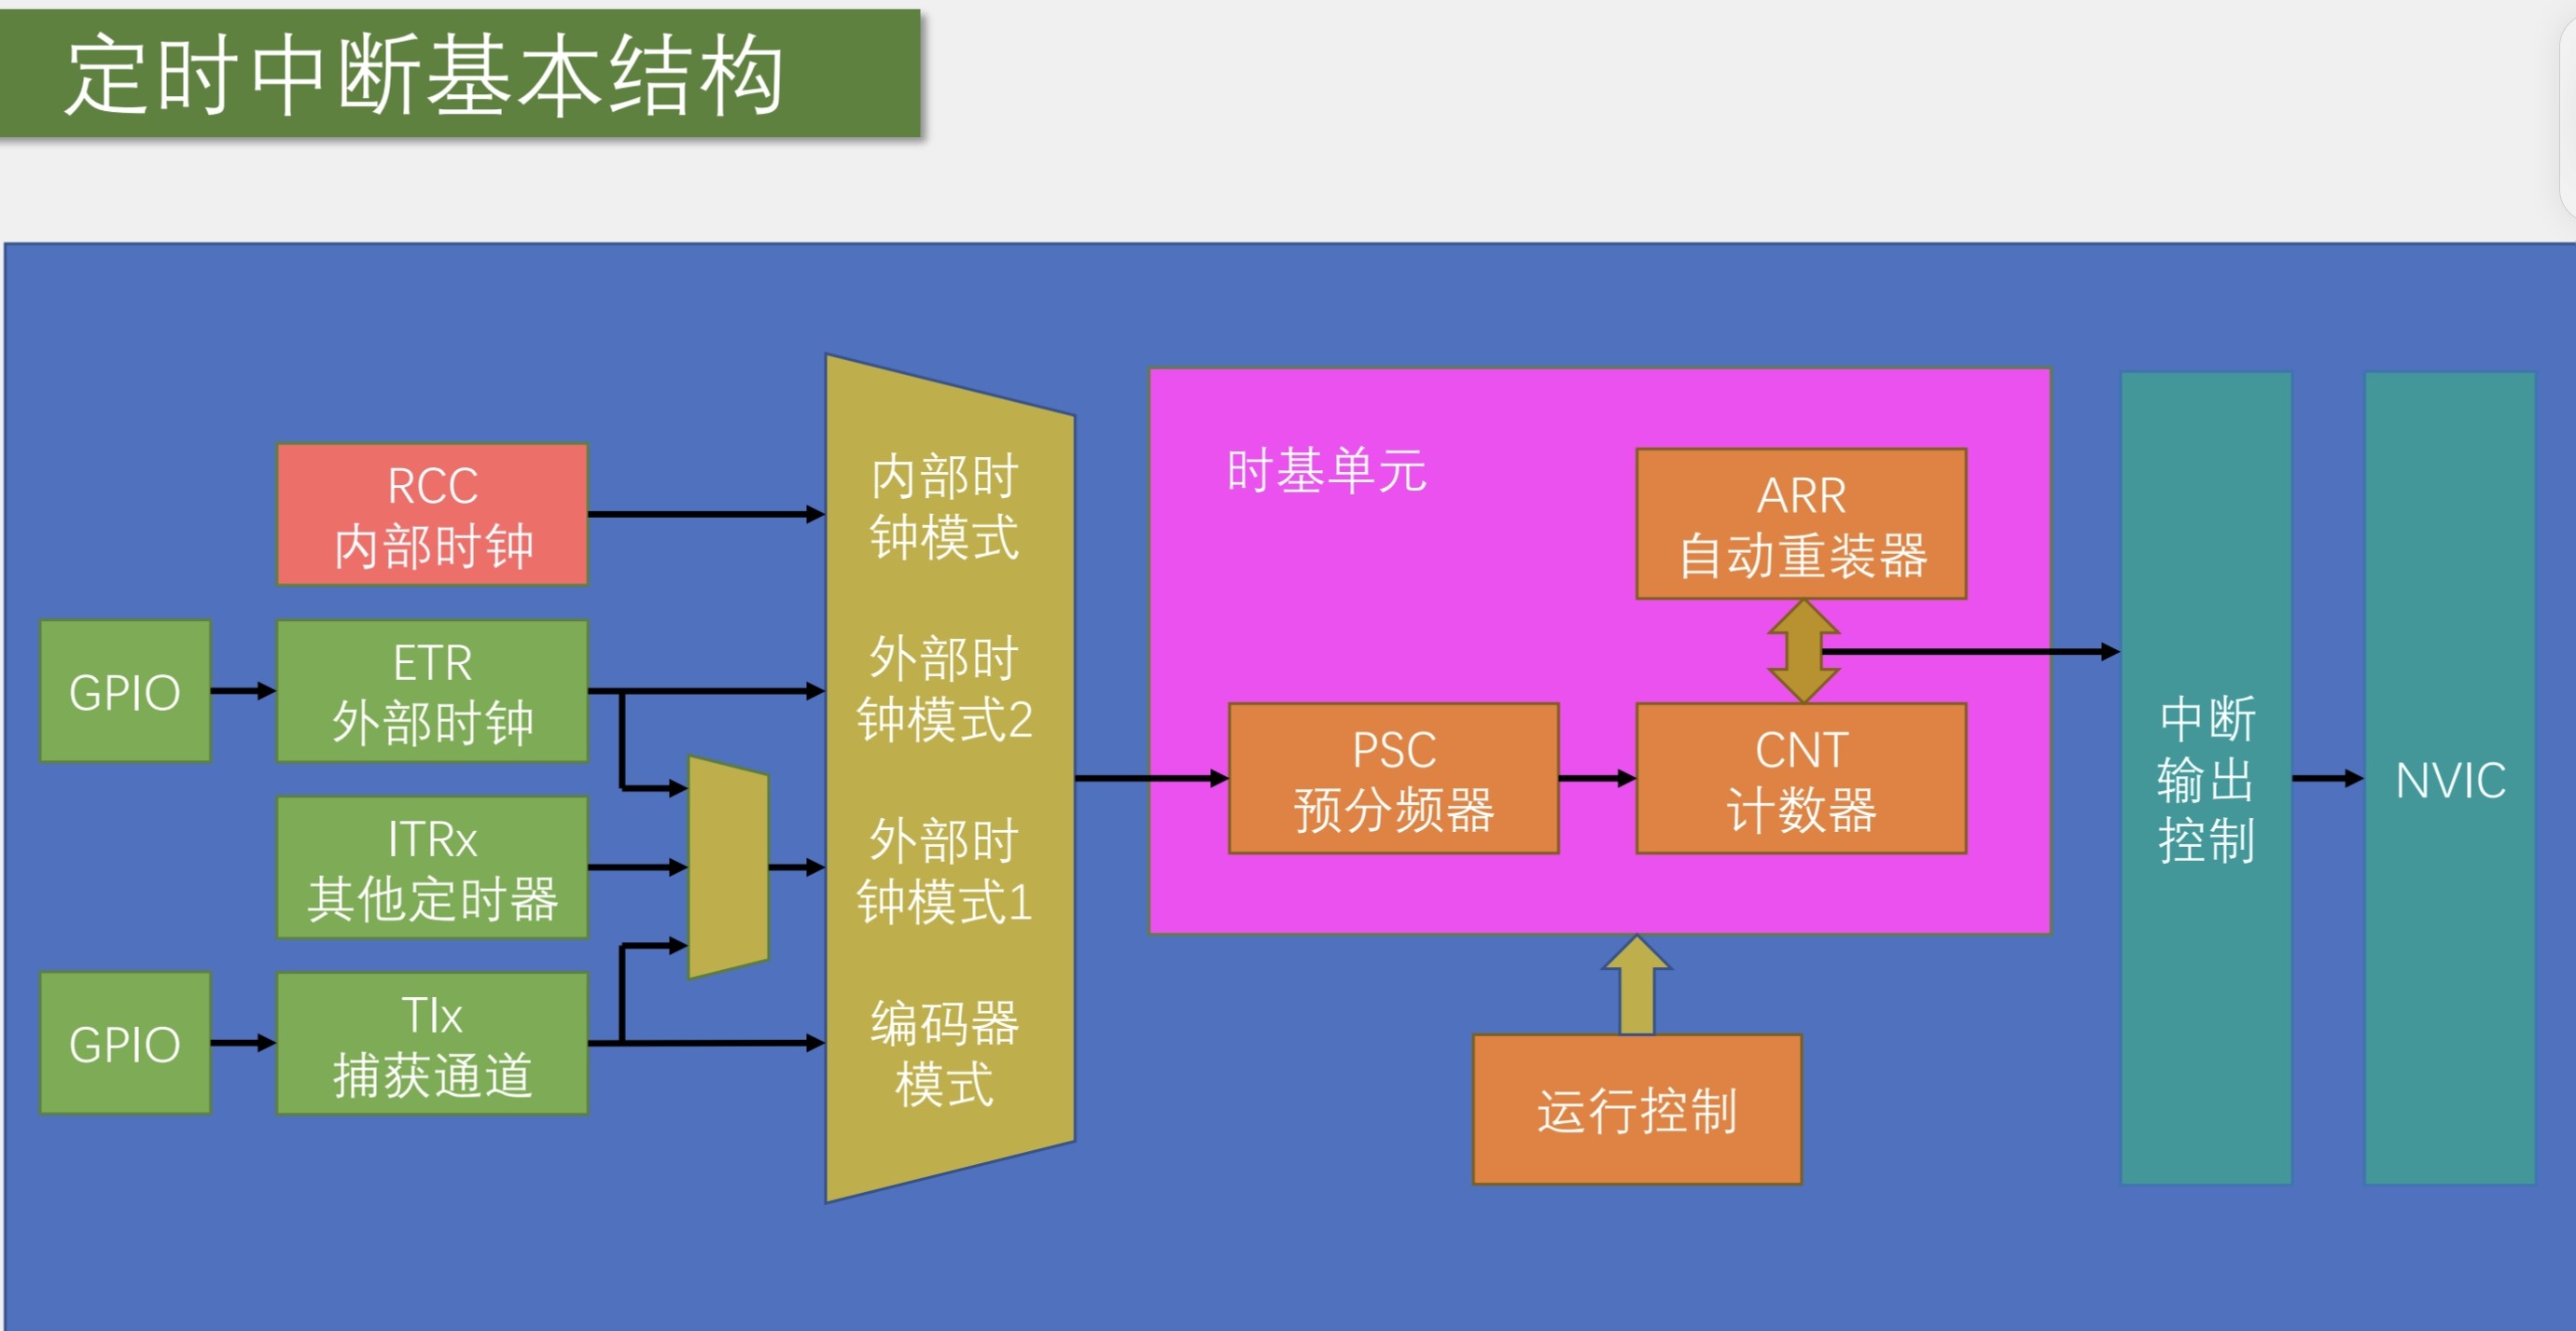 定时中断基本结构
RCC
内部时钟
GPIO
ETR
外部时钟
ITRx
其他定时器
GPIO
TIx
捕获通道
内部时
钟模式
外部时
钟模式2
外部时
钟模式1
编码器
模式
时基单元
ARR
自动重装器
PSC
预分频器
CNT
计数器
运行控制
中断
输出
控制
NVIC